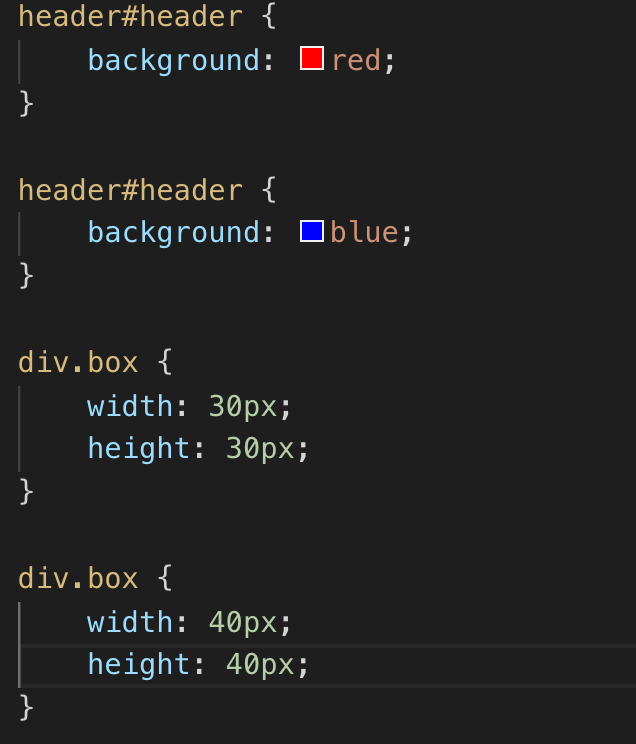 header#header {
    background: red;
}

header#header {
    background: blue;
}

div.box {
    width: 30px;
    height: 30px;
}

div.box {
    width: 40px;
    height: 40px;
}